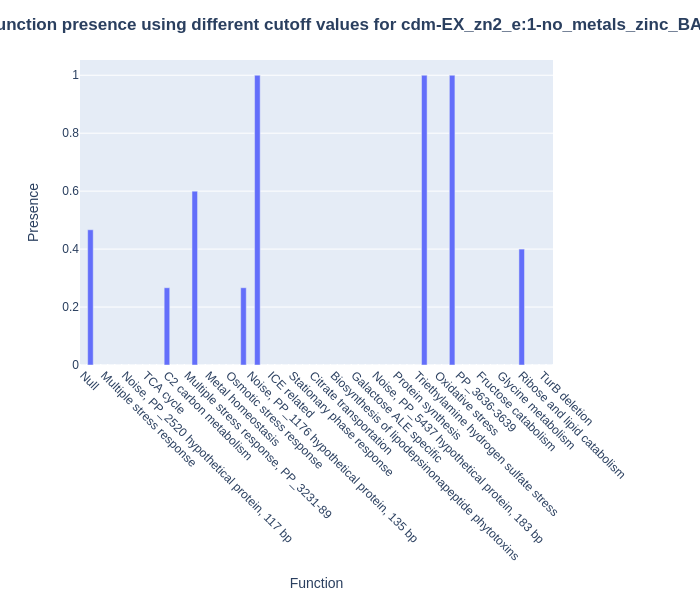 unction presence using different cutoff values for cdm-EX_zn2_e:1-no_metals_zinc_BA
1
0.8
0.6
0.4
0.2
0
Presence
Null
Multiple stress response
Noise, PP_2520 hypothetical protein, 117 bp
TCA cycle
C2 carbon metabolism
Multiple stress response, PP_3231-89
Metal homeostasis
Osmotic stress response
Noise, PP_1176 hypothetical protein, 135 bp
ICE related
Stationary phase response
Citrate transportation
Biosynthesis of lipodepsinonapeptide phytotoxins
Galactose ALE specific
Noise, PP_5437 hypothetical protein, 183 bp
Protein synthesis
Triethylamine hydrogen sulfate stress
Oxidative stress
PP_3636-3639
Fructose catabolism
Glycine metabolism
Ribose and lipid catabolism
TurB deletion
Function